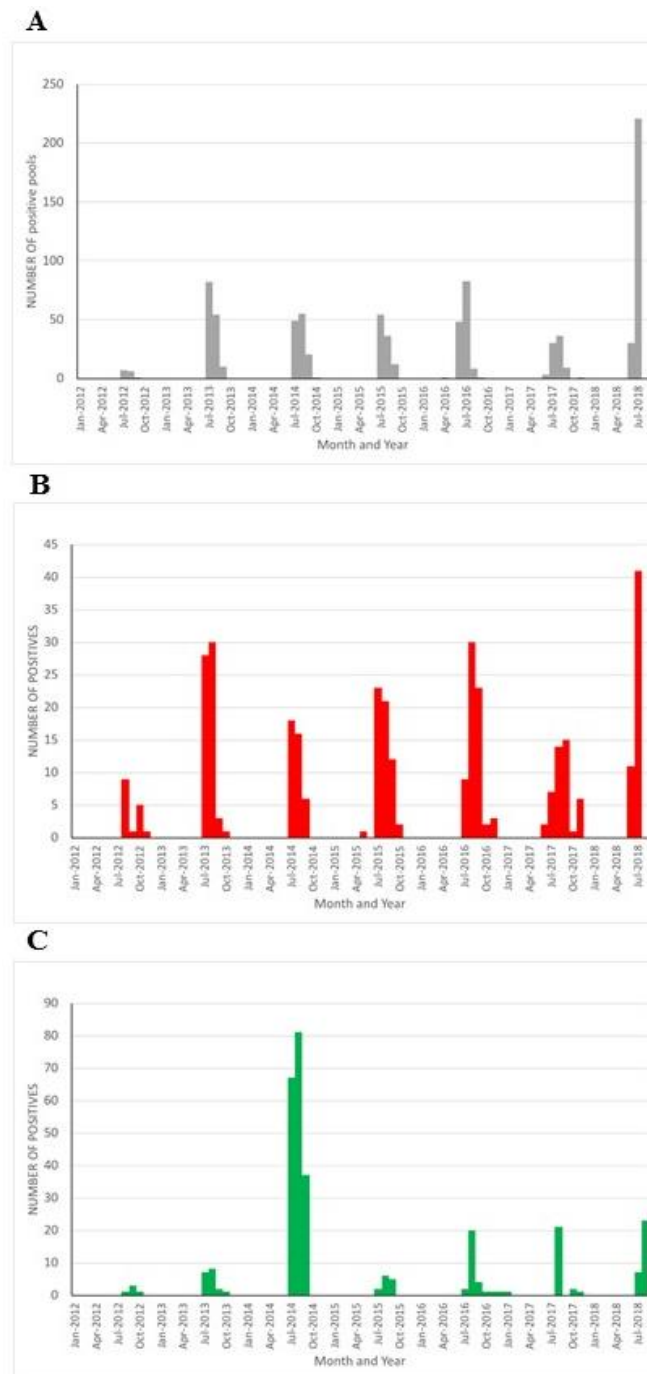 A
NUMBER OF positive pools
250
200
150
100
50
0
Jan-2012 Apr-2012 Jul-2012 Oct-2012 Jan-2013 Apr-2013 Jul-2013 Oct-2013 Jan-2014 Apr-2014 Jul-2014 Oct-2014 Jan-2015 Apr-2015 Jul-2015 Oct-2015 Jan-2016 Apr-2016 Jul-2016 Oct-2016 Jan-2017 Apr-2017 Jul-2017 Oct-2017 Jan-2018 Apr-2018 Jul-2018
Month and Year
B
NUMBER OF POSITIVES
45
40
35
30
25
20
15
10
5
0
Jan-2012 Apr-2012 Jul-2012 Oct-2012 Jan-2013 Apr-2013 Jul-2013 Oct-2013 Jan-2014 Apr-2014 Jul-2014 Oct-2014 Jan-2015 Apr-2015 Jul-2015 Oct-2015 Jan-2016 Apr-2016 Jul-2016 Oct-2016 Jan-2017 Apr-2017 Jul-2017 Oct-2017 Jan-2018 Apr-2018 Jul-2018
Month and Year
C
NUMBER OF POSITIVES
90
80
70
60
50
40
30
20
10
0
Jan-2012 Apr-2012 Jul-2012 Oct-2012 Jan-2013 Apr-2013 Jul-2013 Oct-2013 Jan-2014 Apr-2014 Jul-2014 Oct-2014 Jan-2015 Apr-2015 Jul-2015 Oct-2015 Jan-2016 Apr-2016 Jul-2016 Oct-2016 Jan-2017 Apr-2017 Jul-2017 Oct-2017 Jan-2018 Apr-2018 Jul-2018
Month and Year